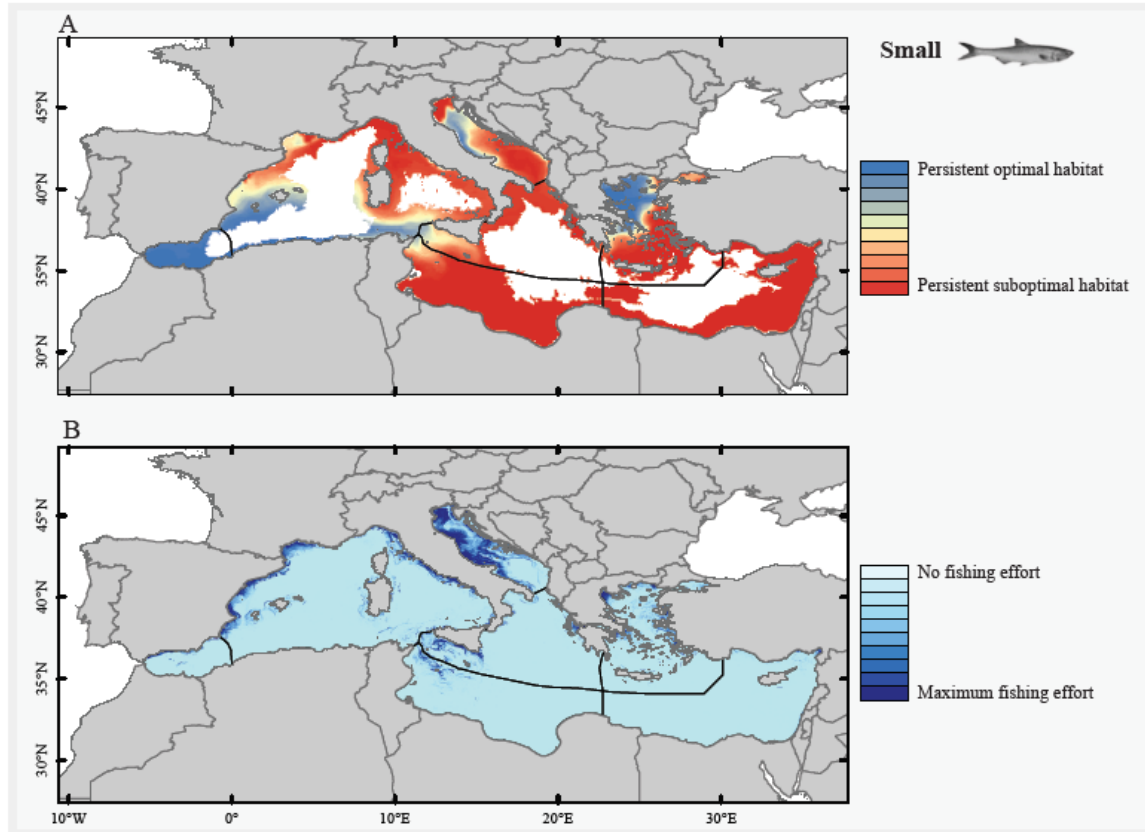 A
Small
45°N
40°N
35°N
30°N
Persistent optimal habitat
Persistent suboptimal habitat
B
45°N
40°N
35°N
30°N
No fishing effort
Maximum fishing effort
10°W 0° 10°E 20°E 30°E